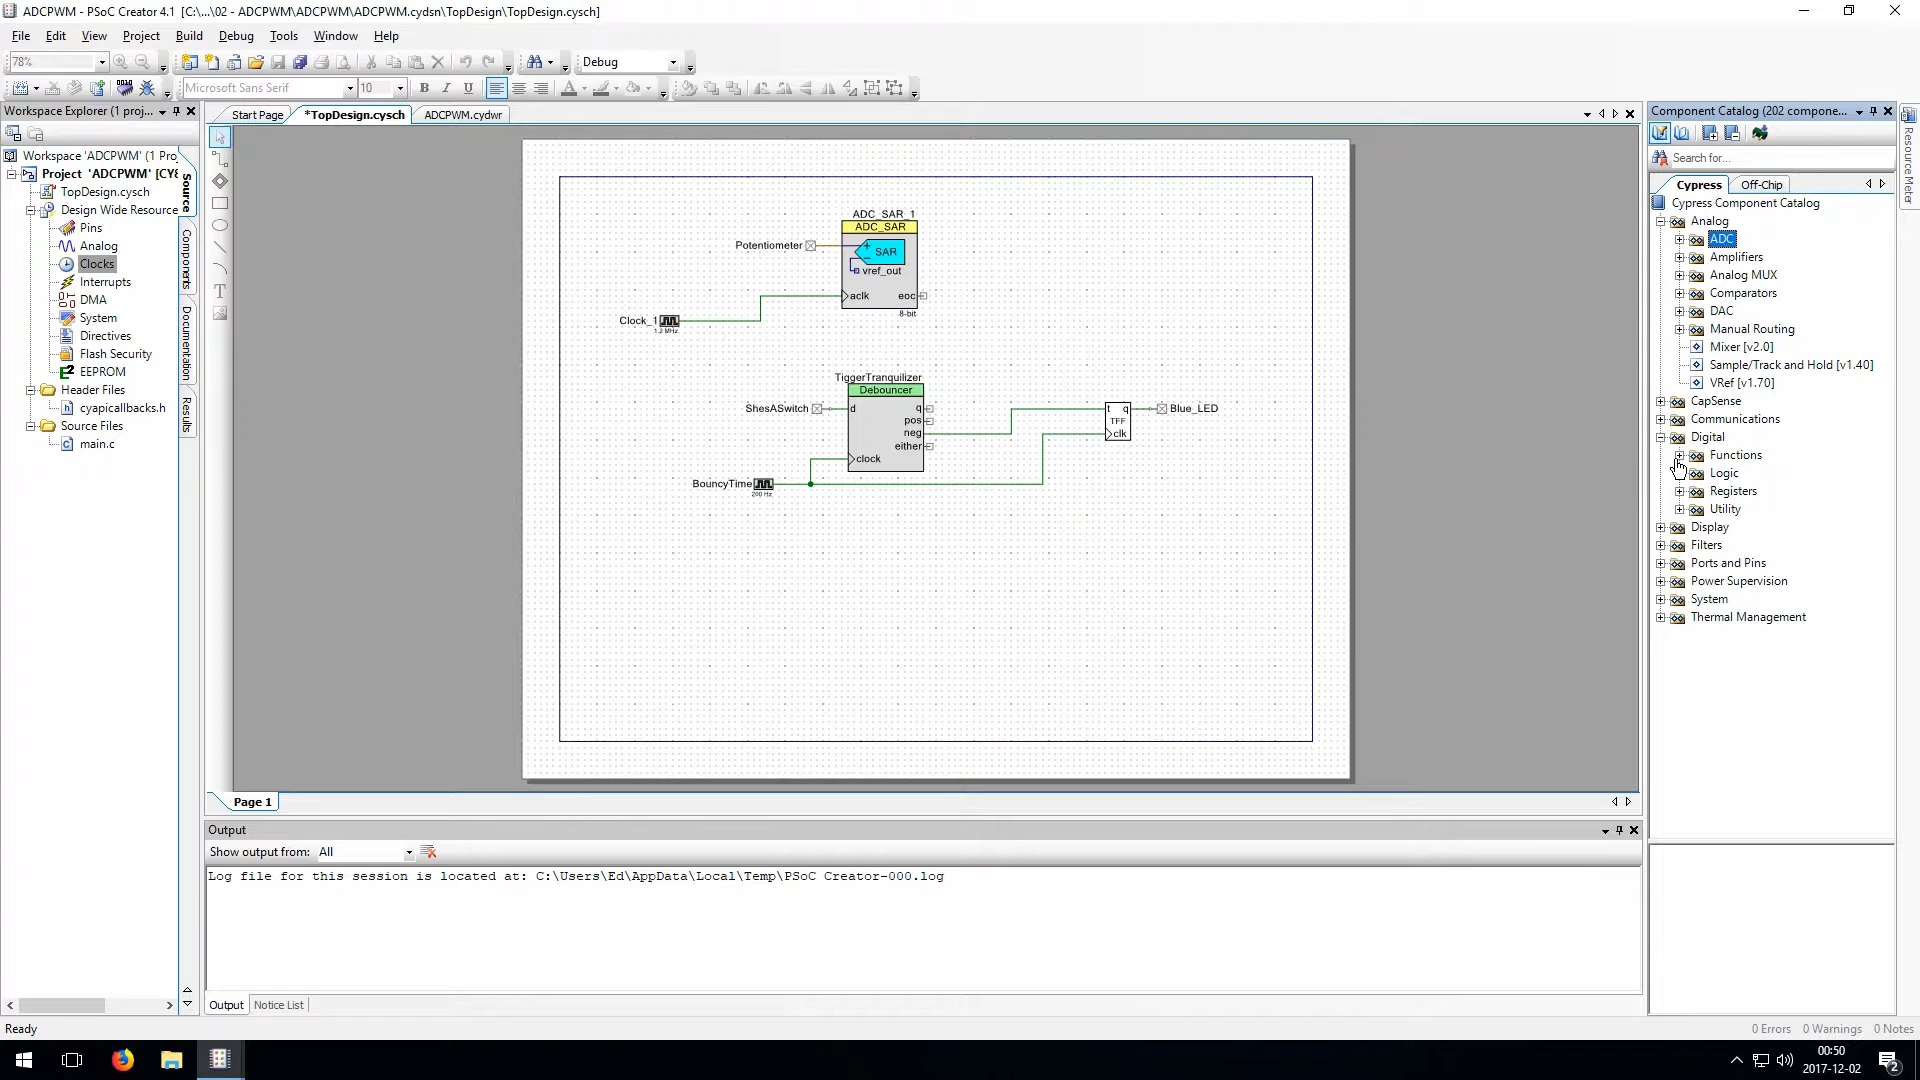 ADCPWM - PSoC Creator 4.1 [C:\...\02 - ADCPWM\ADCPWM\ADCPWM.cydsn\TopDesign\TopDesign.cysch]
File Edit View Project Build Debug Tools Window Help
78%
Debug
Microsoft Sans Serif 10 B I U A
Workspace Explorer (1 proj...
Workspace 'ADCPWM' (1 Pro
Project 'ADCPWM' [CY8
TopDesign.cysch
Design Wide Resource
Pins
Analog
Clocks
Interrupts
DMA
System
Directives
Flash Security
EEPROM
Header Files
cyapicallbacks.h
Source Files
main.c
Source
Components
Documentation
Results
Start Page *TopDesign.cysch ADCPWM.cydwr
ADC_SAR_1
ADC_SAR
Potentiometer
SAR
vref_out
aclk eoc
8-bit
Clock_1
1.2 MHz
TiggerTranquilizer
Debouncer
ShesASwitch d q
pos
neg
either
clock
BouncyTime
200 Hz
t q
TFF
clk
Blue_LED
Page 1
Output
Show output from: All
Log file for this session is located at: C:\Users\Ed\AppData\Local\Temp\PSoC Creator-000.log
Output Notice List
Component Catalog (202 compone...
Search for...
Cypress Off-Chip
Cypress Component Catalog
Analog
ADC
Amplifiers
Analog MUX
Comparators
DAC
Manual Routing
Mixer [v2.0]
Sample/Track and Hold [v1.40]
VRef [v1.70]
CapSense
Communications
Digital
Functions
Logic
Registers
Utility
Display
Filters
Ports and Pins
Power Supervision
System
Thermal Management
Resource Meter
Ready
0 Errors 0 Warnings 0 Notes
00:50
2017-12-02
2